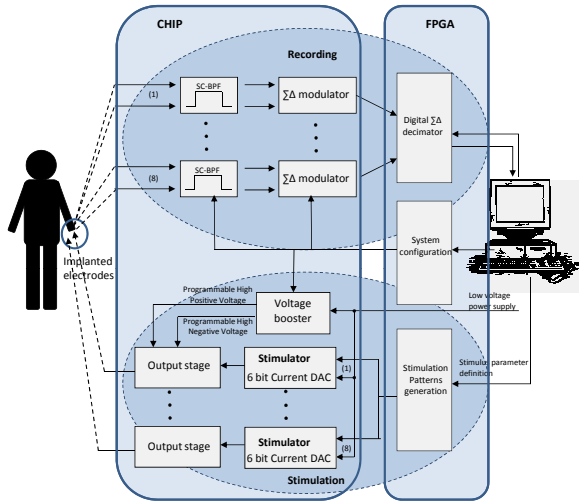 CHIP
FPGA
Recording
SC-BPF
(1)
∑Δ modulator
Digital ∑Δ
decimator
SC-BPF
(8)
∑Δ modulator
Implanted
electrodes
System
configuration
Programmable High
Positive Voltage
Voltage
booster
Low voltage
power supply
Programmable High
Negative Voltage
Output stage
Stimulator
6 bit Current DAC
(1)
Stimulation
Patterns
generation
Stimulus parameter
definition
Output stage
Stimulator
6 bit Current DAC
(8)
Stimulation